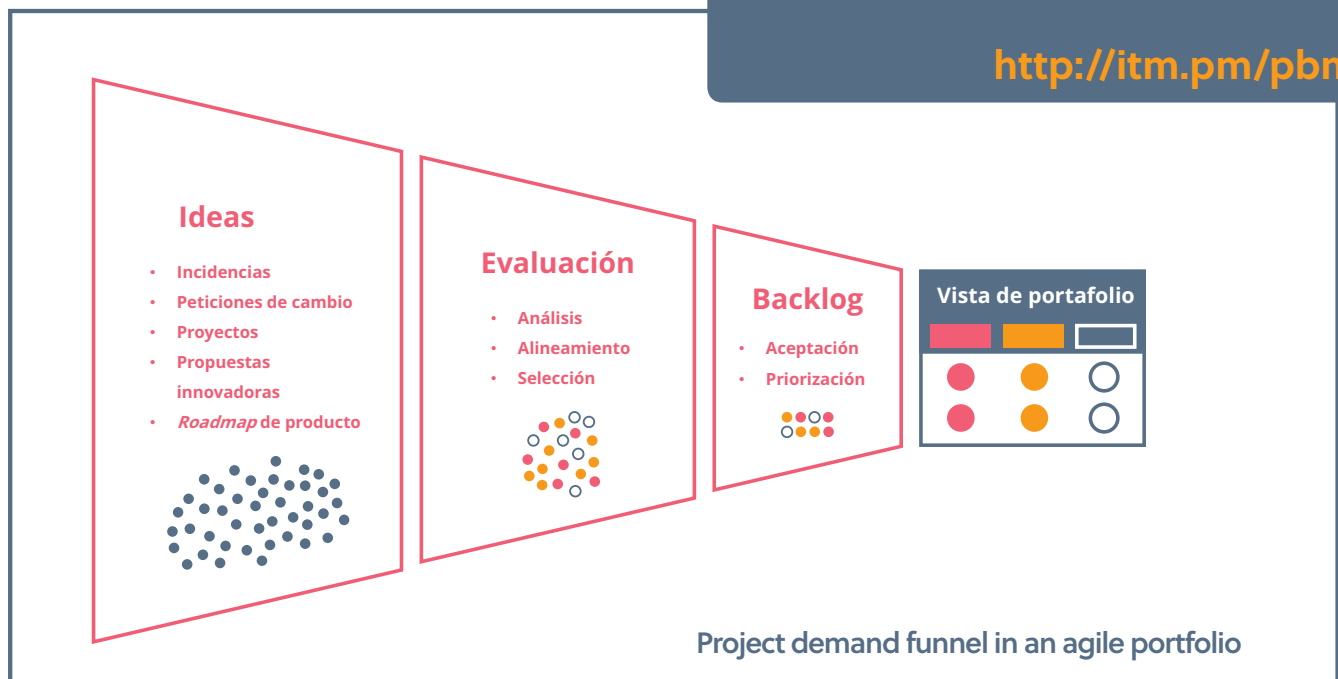 http://itm.pm/pbm
Ideas
• Incidencias
• Peticiones de cambio
• Proyectos
• Propuestas
innovadoras
• Roadmap de producto
Evaluación
• Análisis
• Alineamiento
• Selección
Backlog
• Aceptación
• Priorización
Vista de portafolio
Project demand funnel in an agile portfolio